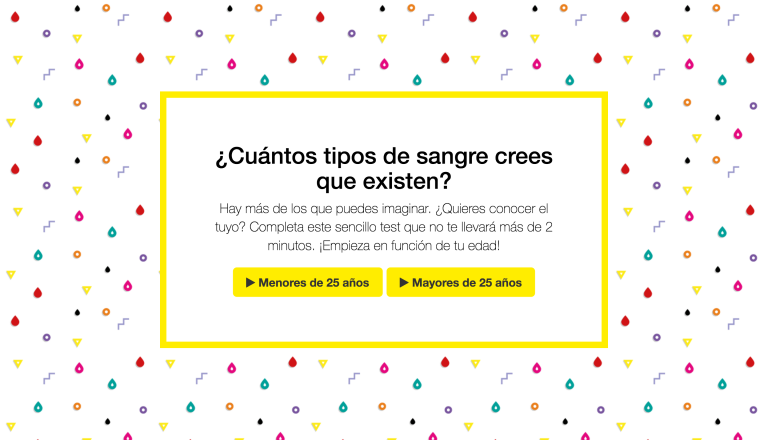 ¿Cuántos tipos de sangre crees
que existen?
Hay más de los que puedes imaginar. ¿Quieres conocer el
tuyo? Completa este sencillo test que no te llevará más de 2
minutos. ¡Empieza en función de tu edad!
Menores de 25 años
Mayores de 25 años